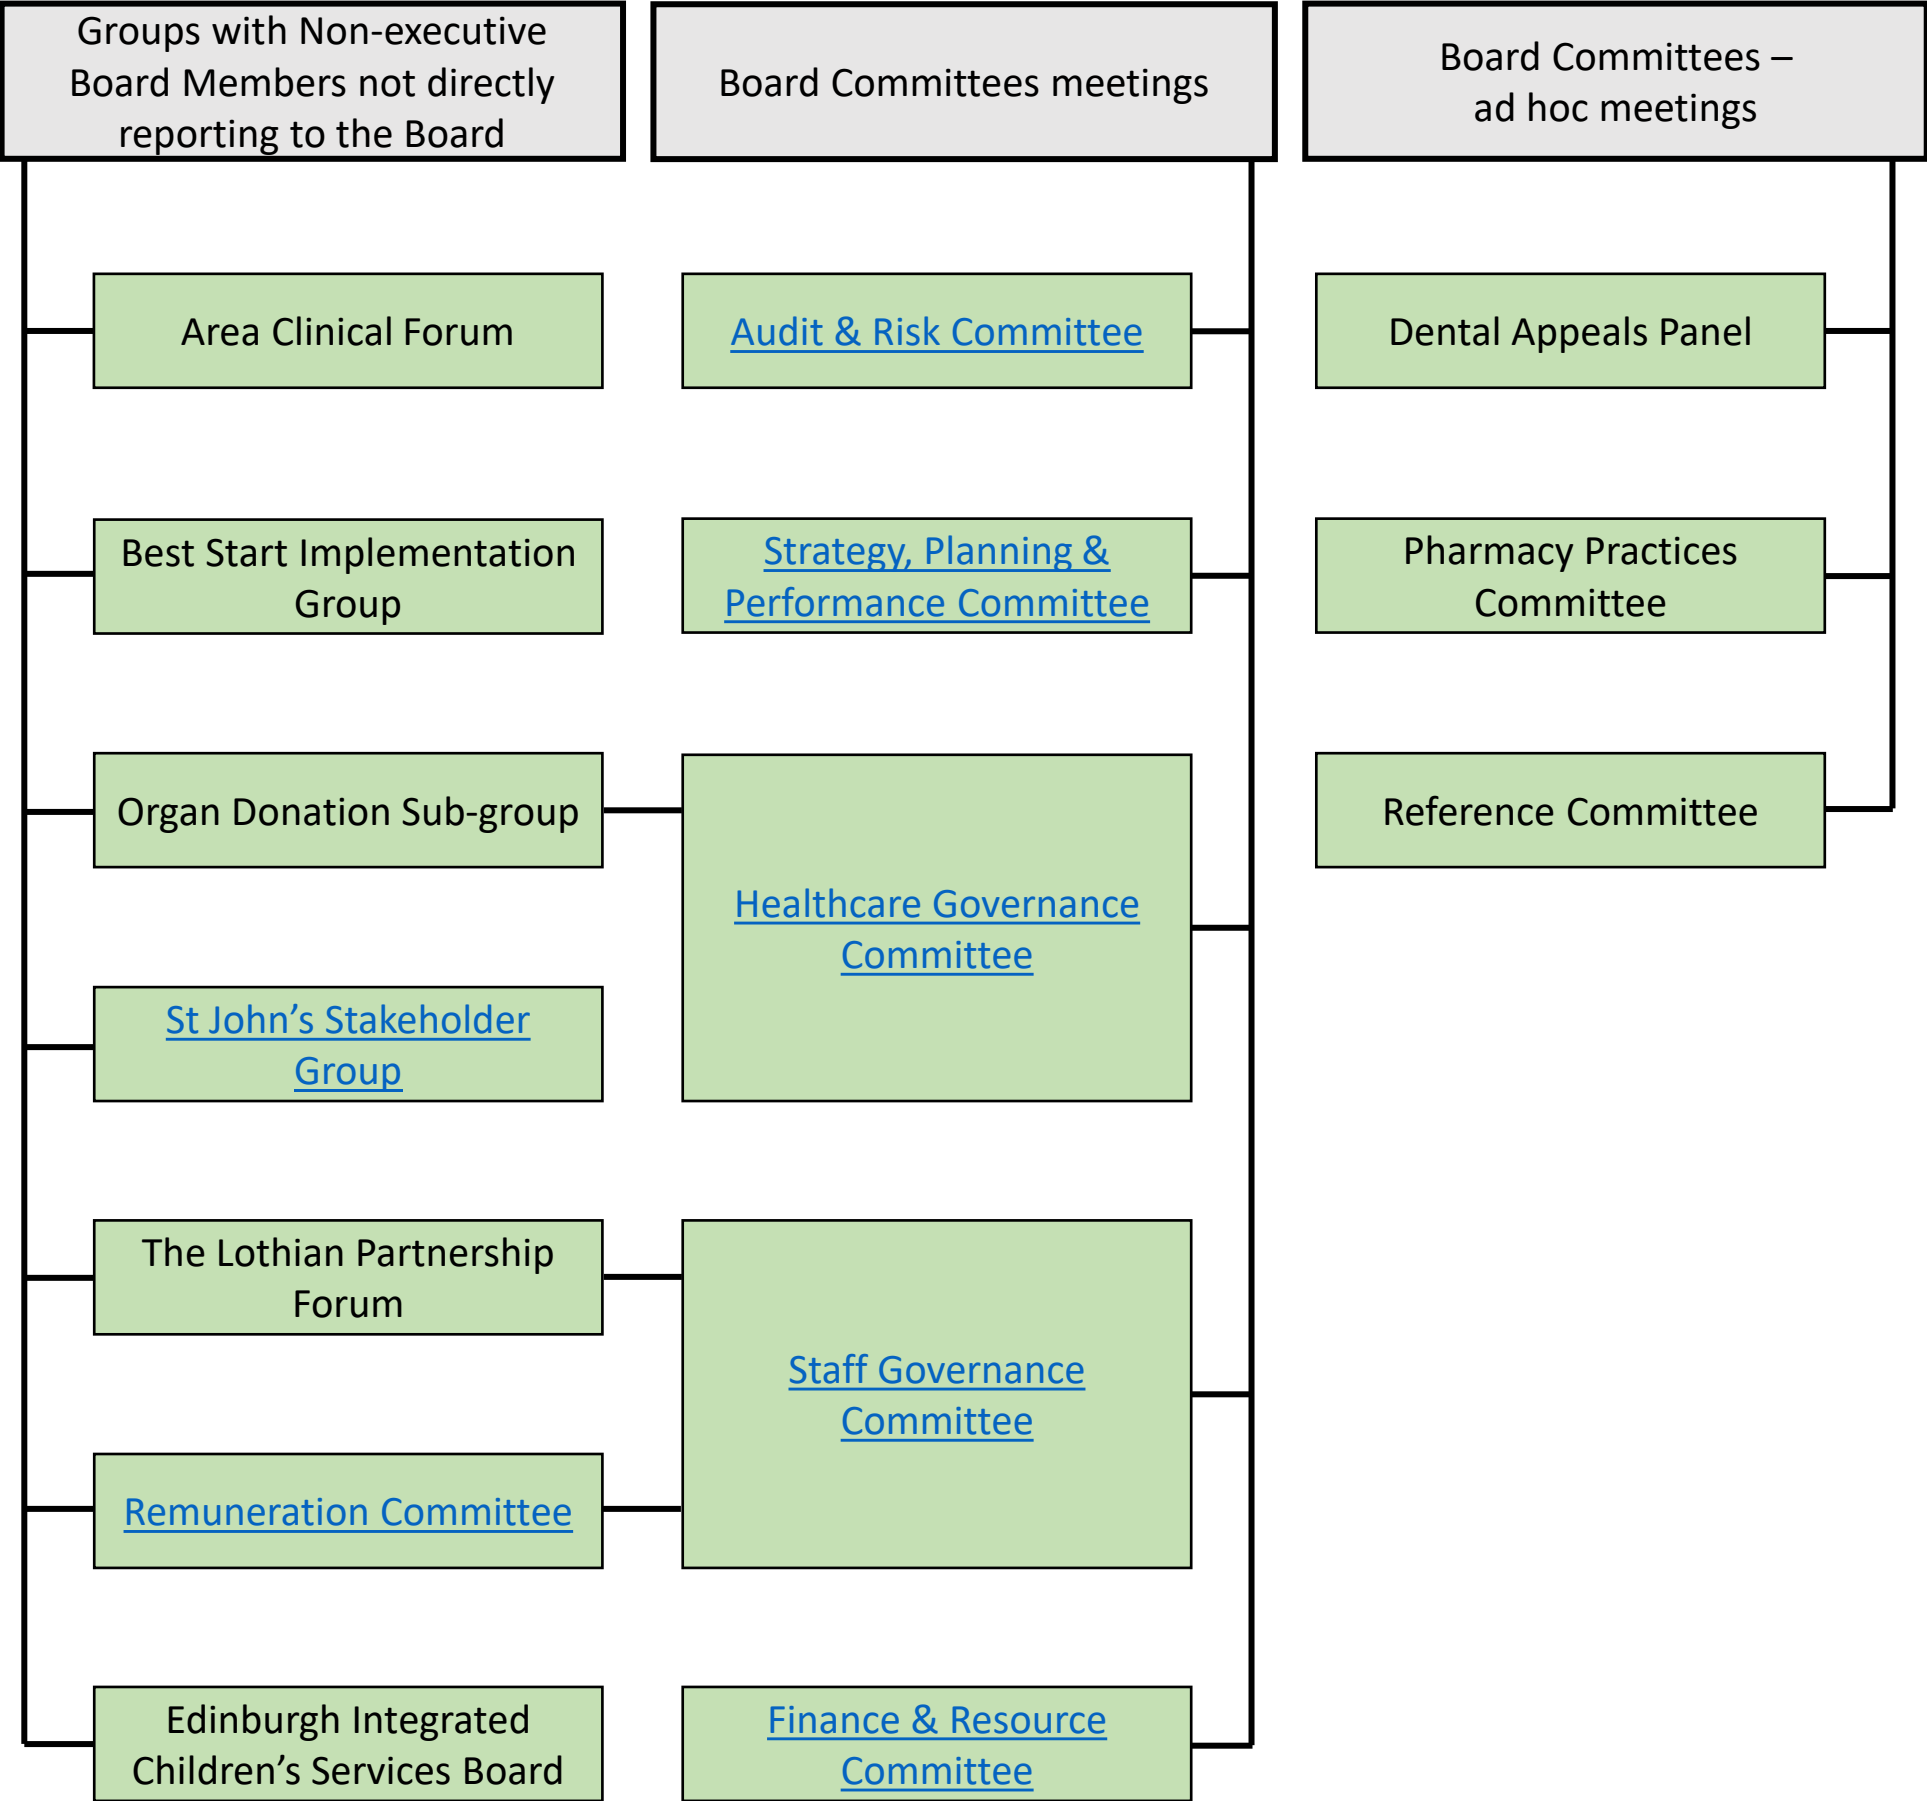 Groups with Non-executive
Board Members not directly
reporting to the Board
Board Committees meetings
Board Committees –
ad hoc meetings
Area Clinical Forum
Audit & Risk Committee
Dental Appeals Panel
Best Start Implementation
Group
Strategy, Planning &
Performance Committee
Pharmacy Practices
Committee
Organ Donation Sub-group
Healthcare Governance
Committee
Reference Committee
St John’s Stakeholder
Group
The Lothian Partnership
Forum
Staff Governance
Committee
Remuneration Committee
Edinburgh Integrated
Children’s Services Board
Finance & Resource
Committee